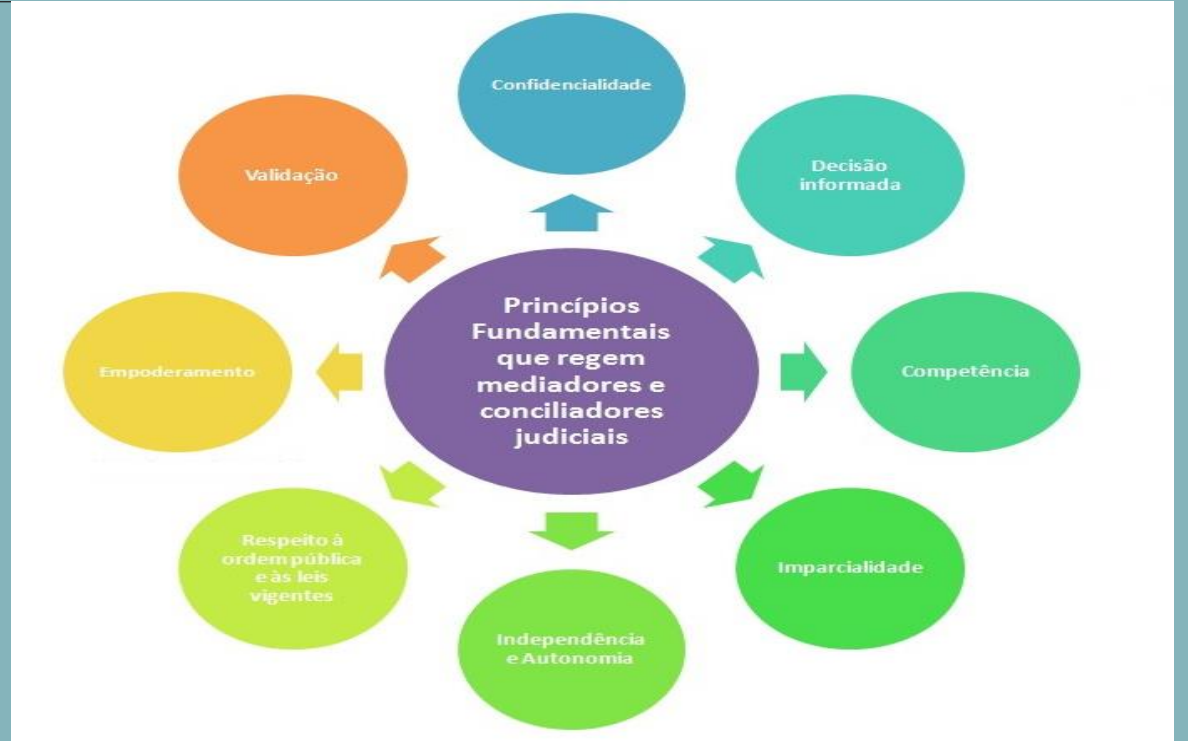 Confidencialidade
Decisão
informada
Competência
Imparcialidade
Independência
e Autonomia
Respeito à
ordem pública
e às leis
vigentes
Empoderamento
Validação
Princípios
Fundamentais
que regem
mediadores e
conciliadores
judiciais